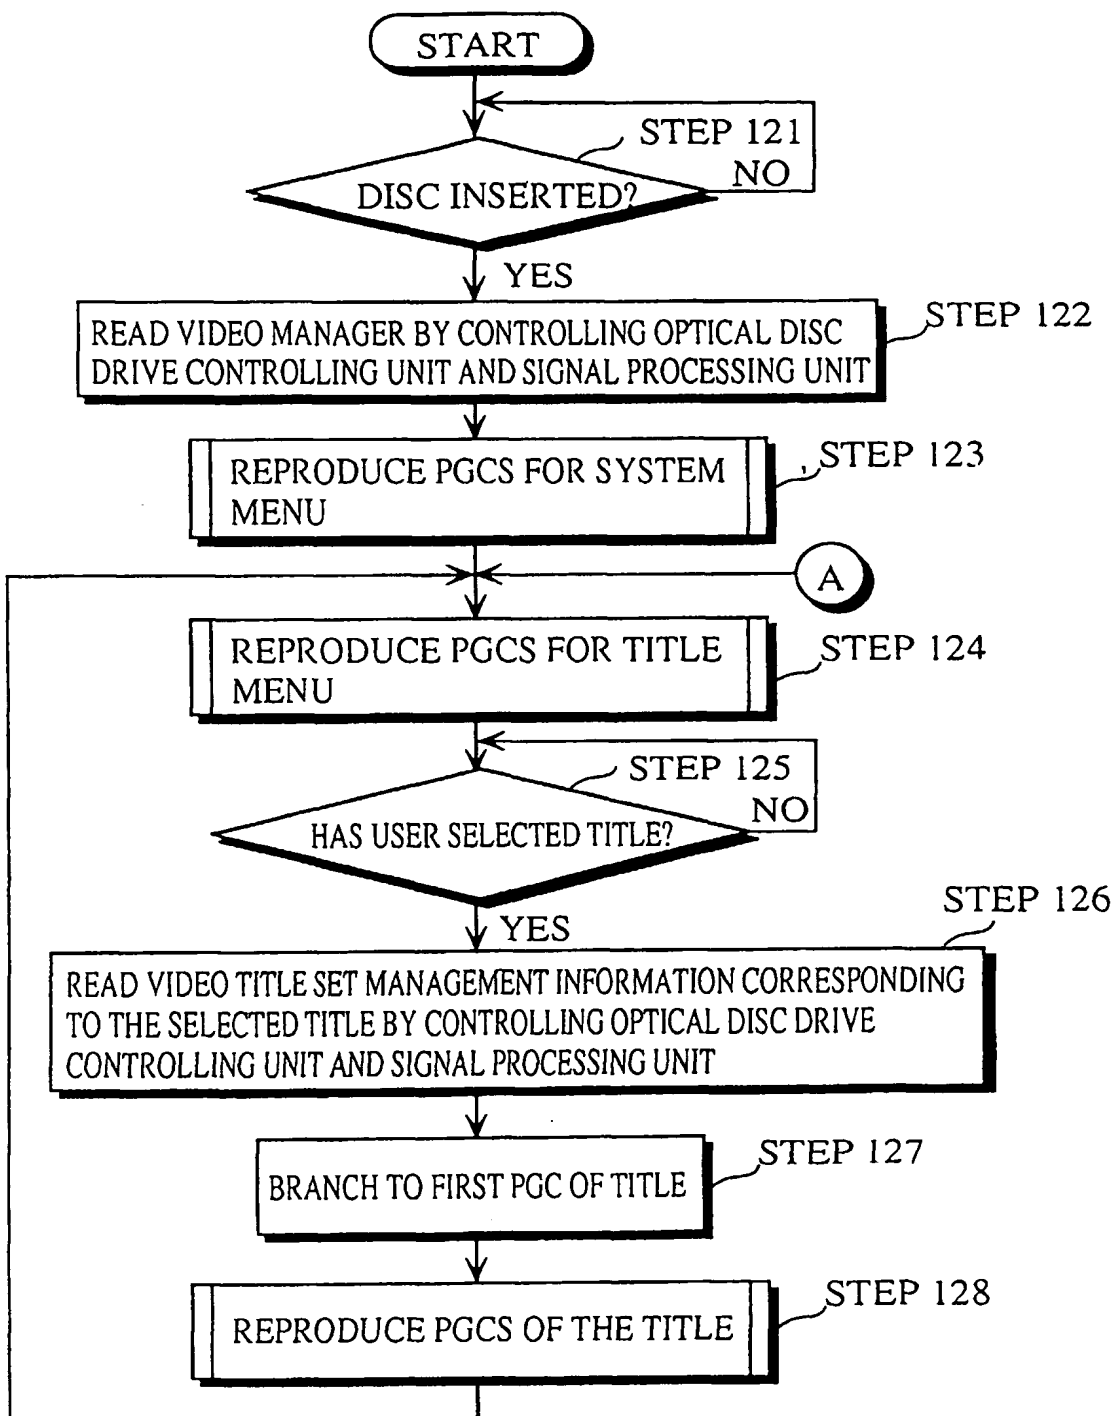 START
STEP 121
NO
DISC INSERTED?
YES
STEP 122
READ VIDEO MANAGER BY CONTROLLING OPTICAL DISC
DRIVE CONTROLLING UNIT AND SIGNAL PROCESSING UNIT
STEP 123
REPRODUCE PGCS FOR SYSTEM
MENU
A
STEP 124
REPRODUCE PGCS FOR TITLE
MENU
STEP 125
NO
HAS USER SELECTED TITLE?
YES
STEP 126
READ VIDEO TITLE SET MANAGEMENT INFORMATION CORRESPONDING
TO THE SELECTED TITLE BY CONTROLLING OPTICAL DISC DRIVE
CONTROLLING UNIT AND SIGNAL PROCESSING UNIT
STEP 127
BRANCH TO FIRST PGC OF TITLE
STEP 128
REPRODUCE PGCS OF THE TITLE